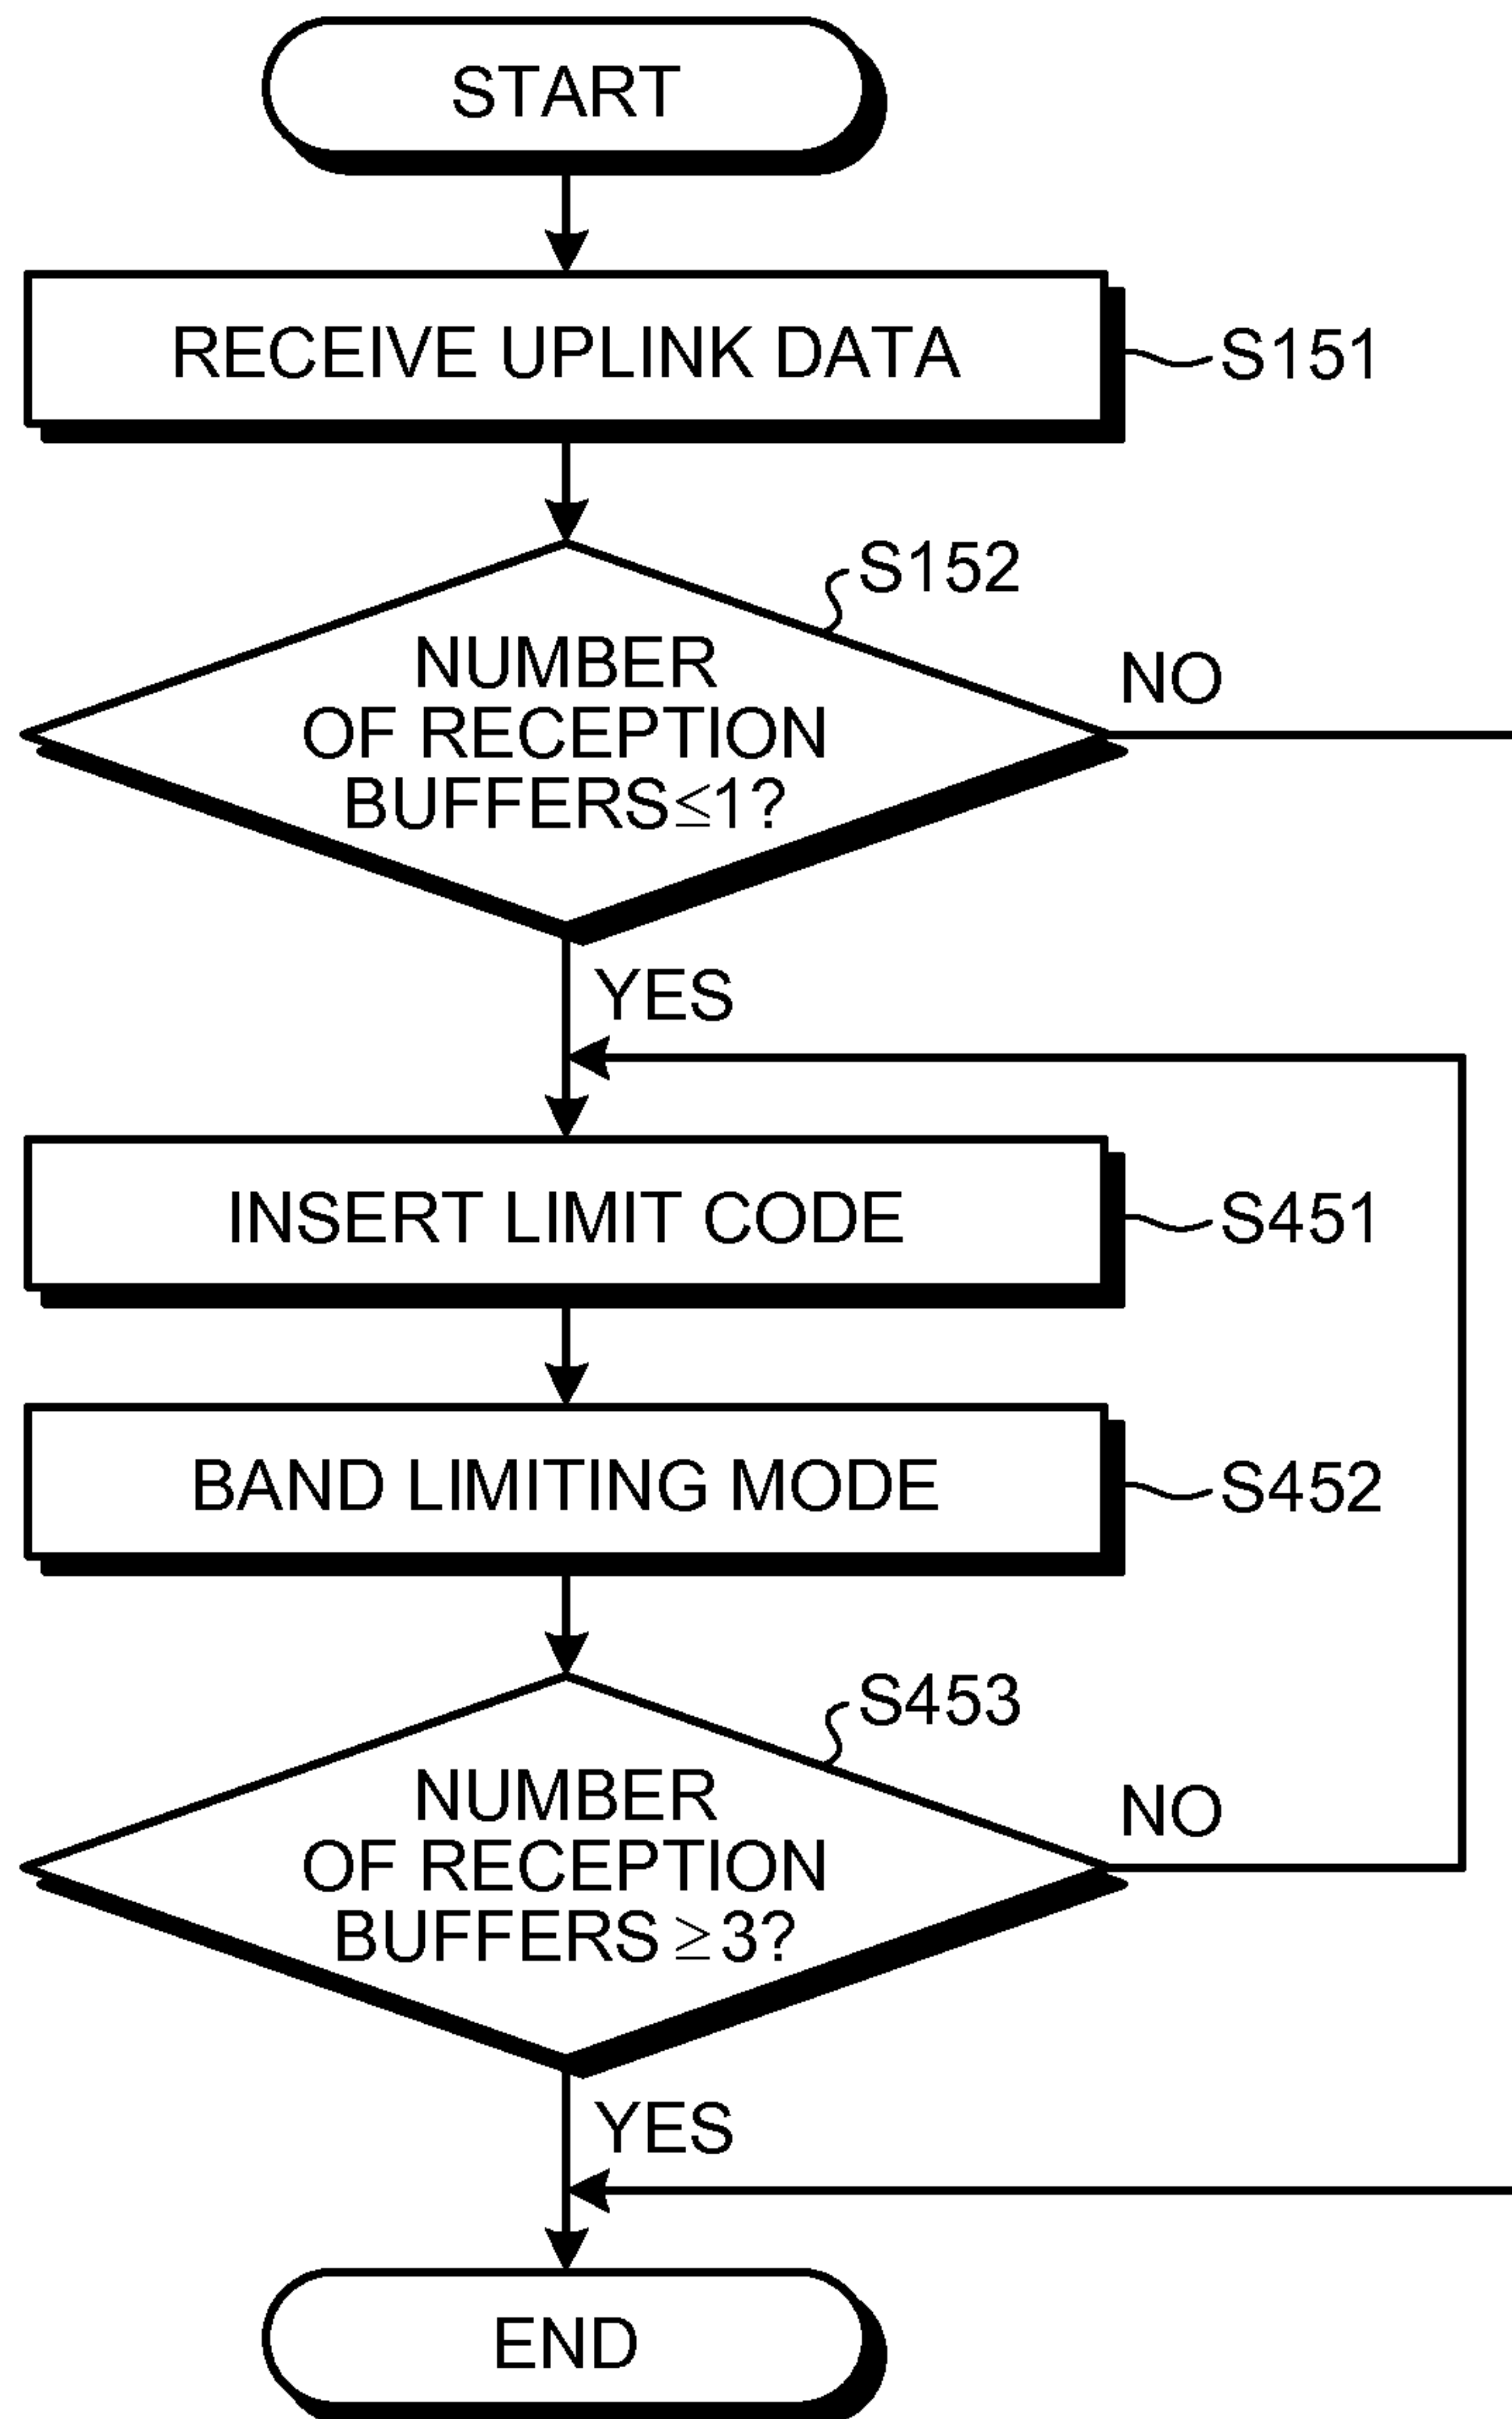 START
RECEIVE UPLINK DATA
S151
S152
NUMBER
OF RECEPTION
BUFFERS≤1?
NO
YES
INSERT LIMIT CODE
S451
BAND LIMITING MODE
S452
S453
NUMBER
OF RECEPTION
BUFFERS ≥3?
NO
YES
END